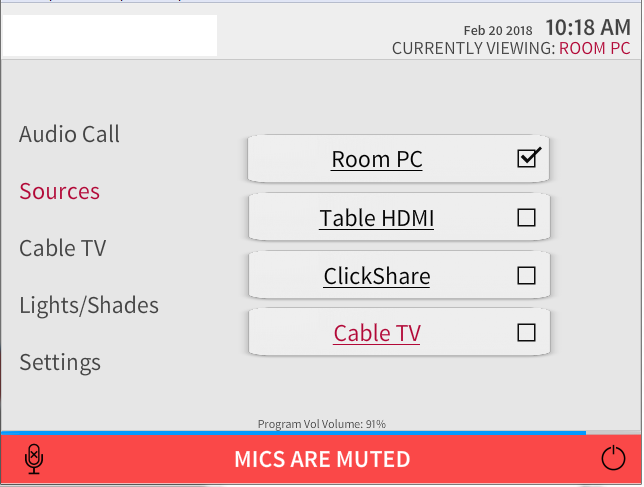 Feb 20 2018 10:18 AM
CURRENTLY VIEWING: ROOM PC
Audio Call
Sources
Cable TV
Lights/Shades
Settings
Room PC
Table HDMI
ClickShare
Cable TV
Program Vol Volume: 91%
MICS ARE MUTED